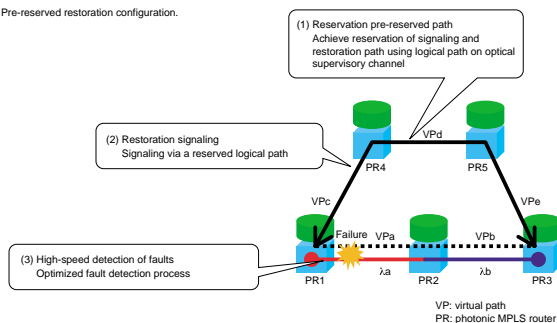 Pre-reserved restoration configuration.
(1) Reservation pre-reserved path
Achieve reservation of signaling and
restoration path using logical path on optical
supervisory channel
(2) Restoration signaling
Signaling via a reserved logical path
VPd
PR4
PR5
VPc
VPe
Failure
VPa
VPb
(3) High-speed detection of faults
Optimized fault detection process
λa
λb
PR1
PR2
PR3
VP: virtual path
PR: photonic MPLS router